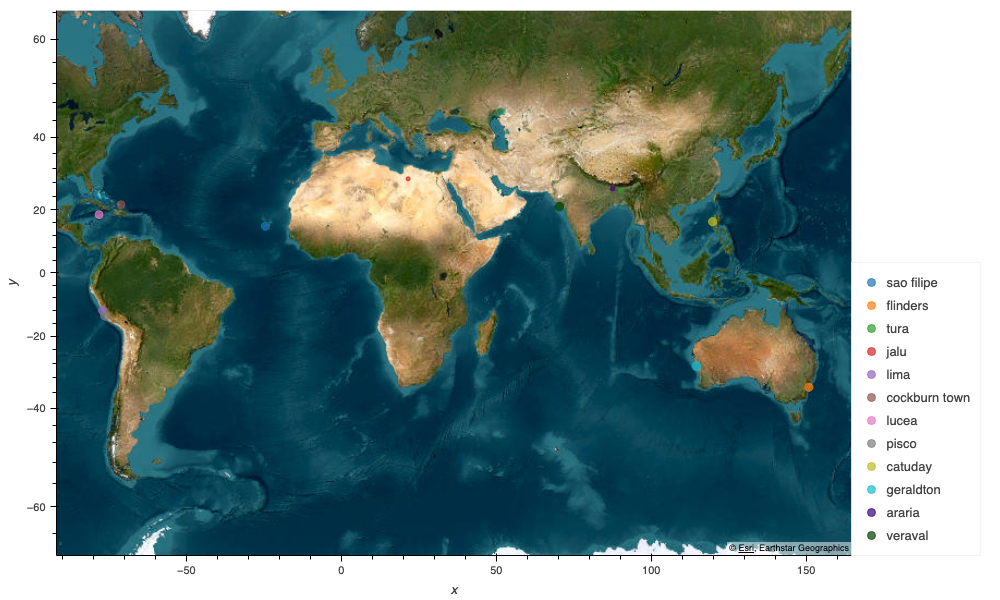 60
40
20
0
−20
−40
−60
y
−50
0
50
100
150
x
© Esri, Earthstar Geographics
sao filipe
flinders
tura
jalu
lima
cockburn town
lucea
pisco
catuday
geraldton
araria
veraval